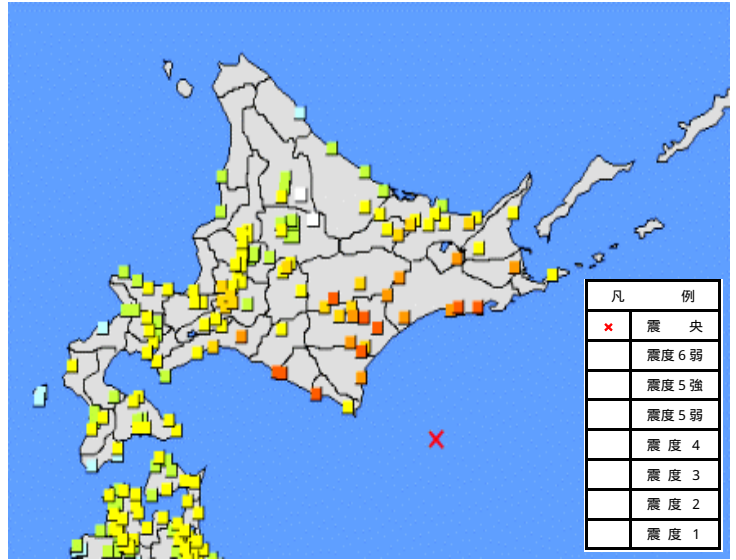 凡 例
× 震 央
震度６弱
震度５強
震度５弱
震 度 4
震 度 3
震 度 2
震 度 1